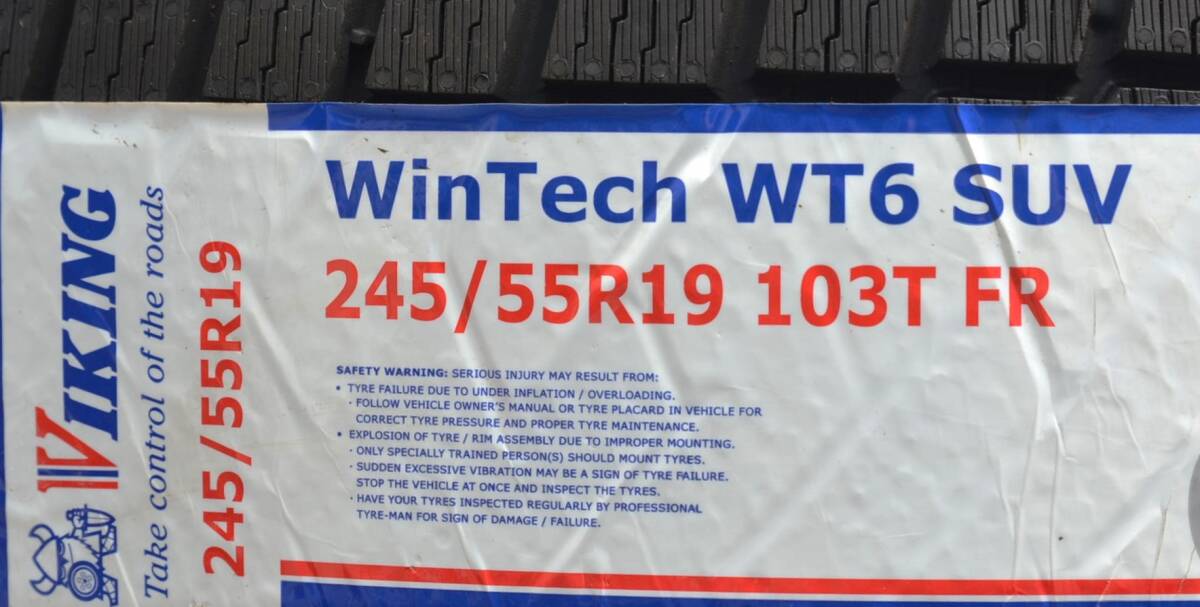 VIKING
Take control of the roads
245/55R19
WinTech WT6 SUV
245/55R19 103T FR
SAFETY WARNING: SERIOUS INJURY MAY RESULT FROM:
• TYRE FAILURE DUE TO UNDER INFLATION / OVERLOADING.
· FOLLOW VEHICLE OWNER'S MANUAL OR TYRE PLACARD IN VEHICLE FOR
CORRECT TYRE PRESSURE AND PROPER TYRE MAINTENANCE.
• EXPLOSION OF TYRE / RIM ASSEMBLY DUE TO IMPROPER MOUNTING.
· ONLY SPECIALLY TRAINED PERSON(S) SHOULD MOUNT TYRES.
· SUDDEN EXCESSIVE VIBRATION MAY BE A SIGN OF TYRE FAILURE.
STOP THE VEHICLE AT ONCE AND INSPECT THE TYRES.
· HAVE YOUR TYRES INSPECTED REGULARLY BY PROFESSIONAL
TYRE-MAN FOR SIGN OF DAMAGE / FAILURE.